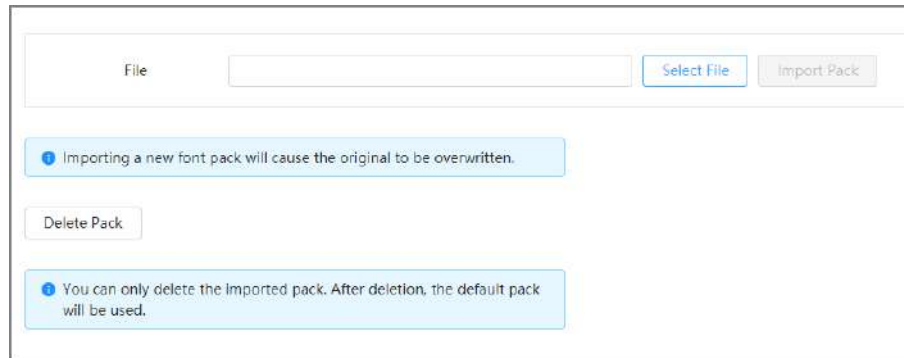 File
Select File
Import Pack
Importing a new font pack will cause the original to be overwritten.
Delete Pack
You can only delete the imported pack. After deletion, the default pack
will be used.